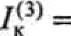 I_к^{(3)} =